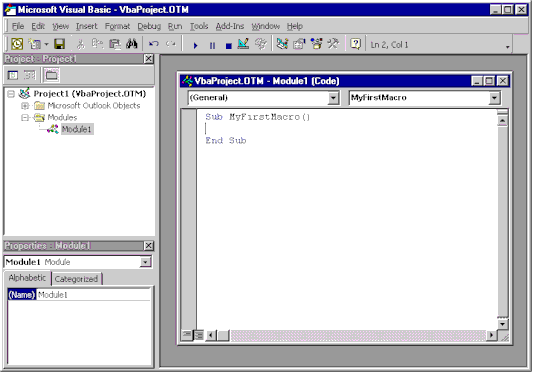 Microsoft Visual Basic - VbaProject.OTM
File Edit View Insert Format Debug Run Tools Add-Ins Window Help
Ln 2, Col 1
Project - Project1
Project1 (VbaProject.OTM)
Microsoft Outlook Objects
Modules
Module1
Properties - Module1
Module1 Module
Alphabetic Categorized
(Name) Module1
VbaProject.OTM - Module1 (Code)
(General) MyFirstMacro
Sub MyFirstMacro()
End Sub